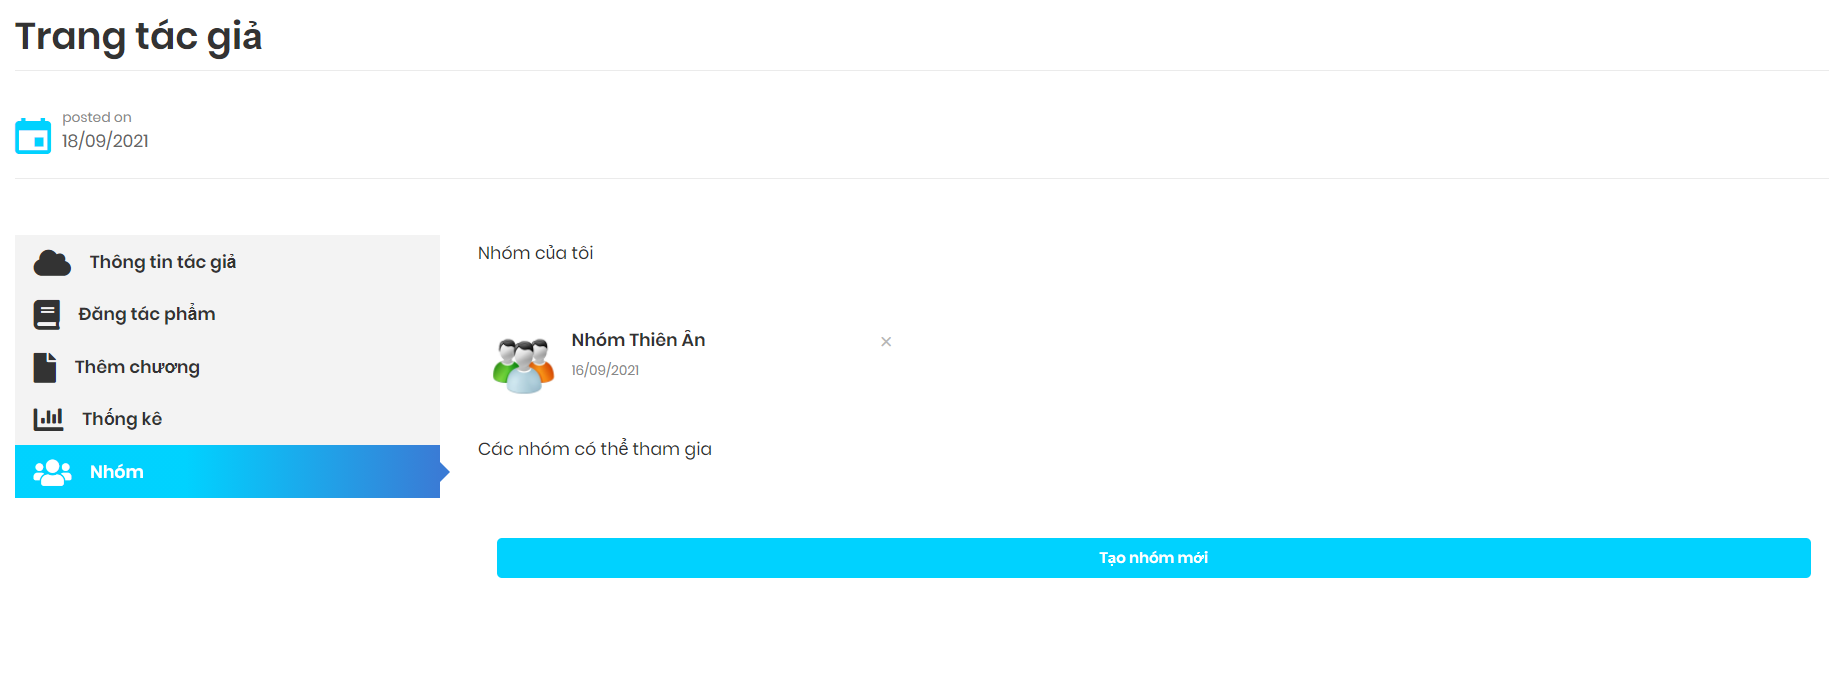 Trang tác giả
posted on
18/09/2021
Thông tin tác giả
Đăng tác phẩm
Thêm chương
Thống kê
Nhóm
Nhóm của tôi
Nhóm Thiên Ân
16/09/2021
Các nhóm có thể tham gia
Tạo nhóm mới